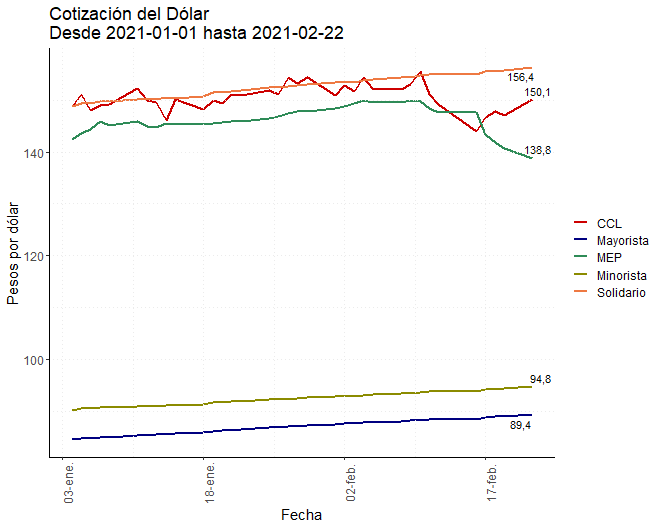 Cotización del Dólar
Desde 2021-01-01 hasta 2021-02-22
156,4
150,1
140
138,8
Pesos por dólar
120
100
94,8
89,4
CCL
Mayorista
MEP
Minorista
Solidario
03-ene.
18-ene.
02-feb.
17-feb.
Fecha